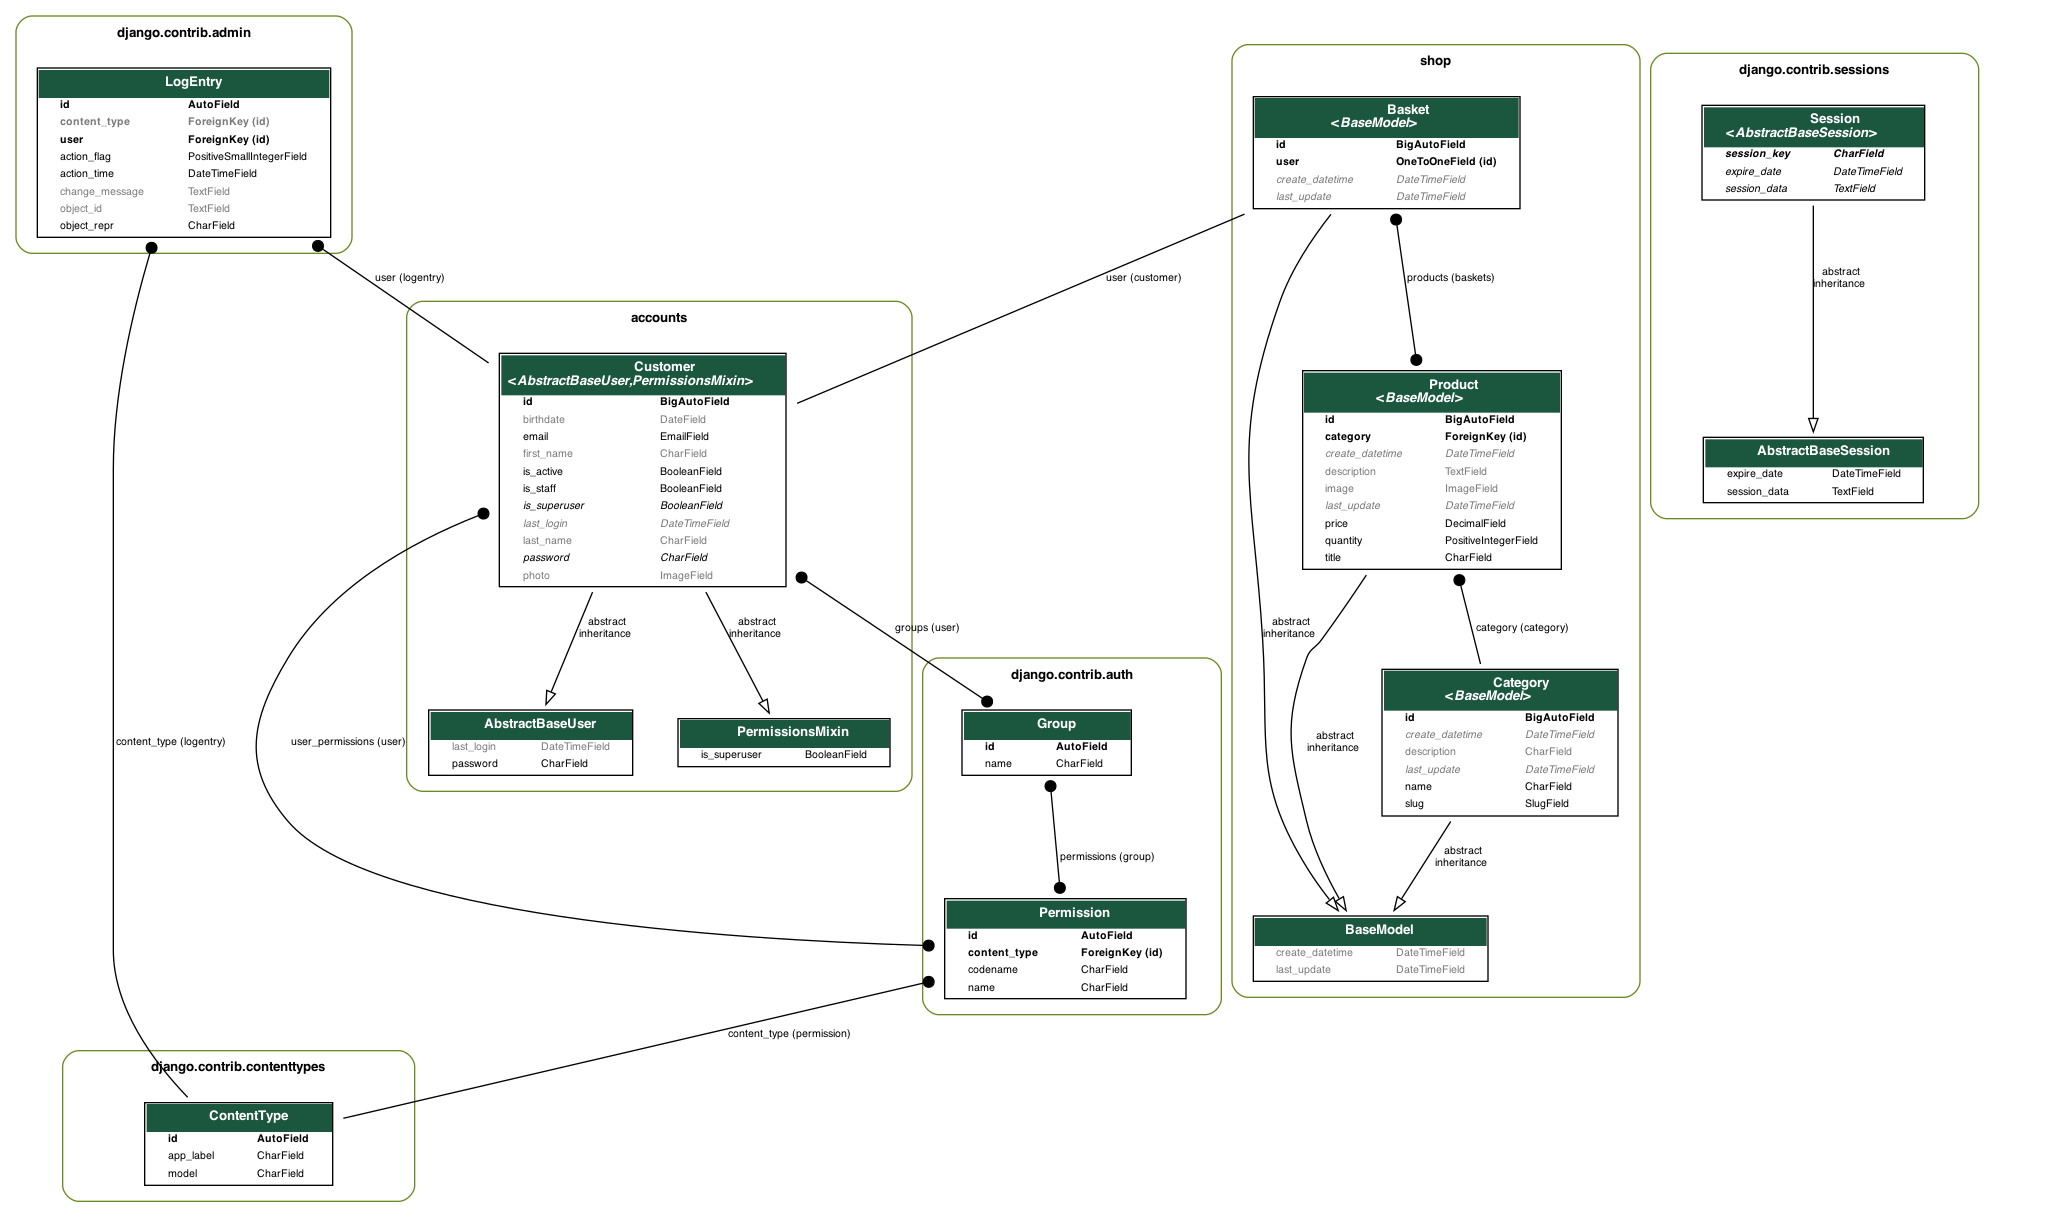 django.contrib.admin
LogEntry
id AutoField
content_type ForeignKey (id)
user ForeignKey (id)
action_flag PositiveSmallIntegerField
action_time DateTimeField
change_message TextField
object_id TextField
object_repr CharField
user (logentry)
content_type (logentry)
accounts
Customer
<AbstractBaseUser,PermissionsMixin>
id BigAutoField
birthdate DateField
email EmailField
first_name CharField
is_active BooleanField
is_staff BooleanField
is_superuser BooleanField
last_login DateTimeField
last_name CharField
password CharField
photo ImageField
abstract
inheritance
abstract
inheritance
AbstractBaseUser
last_login DateTimeField
password CharField
PermissionsMixin
is_superuser BooleanField
user_permissions (user)
groups (user)
user (customer)
django.contrib.auth
Group
id AutoField
name CharField
permissions (group)
Permission
id AutoField
content_type ForeignKey (id)
codename CharField
name CharField
content_type (permission)
django.contrib.contenttypes
ContentType
id AutoField
app_label CharField
model CharField
shop
Basket
<BaseModel>
id BigAutoField
user OneToOneField (id)
create_datetime DateTimeField
last_update DateTimeField
products (baskets)
Product
<BaseModel>
id BigAutoField
category ForeignKey (id)
create_datetime DateTimeField
description TextField
image ImageField
last_update DateTimeField
price DecimalField
quantity PositiveIntegerField
title CharField
abstract
inheritance
category (category)
Category
<BaseModel>
id BigAutoField
create_datetime DateTimeField
description CharField
last_update DateTimeField
name CharField
slug SlugField
abstract
inheritance
abstract
inheritance
BaseModel
create_datetime DateTimeField
last_update DateTimeField
django.contrib.sessions
Session
<AbstractBaseSession>
session_key CharField
expire_date DateTimeField
session_data TextField
abstract
inheritance
AbstractBaseSession
expire_date DateTimeField
session_data TextField